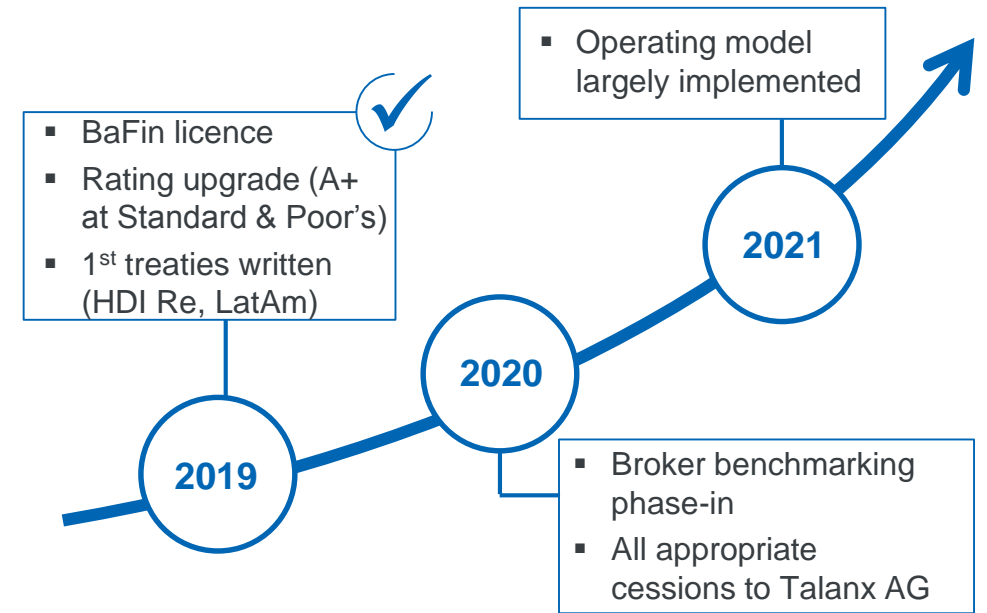 ▪ Operating model
largely implemented
▪ BaFin licence
▪ Rating upgrade (A+
at Standard & Poor’s)
▪ 1st treaties written
(HDI Re, LatAm)
2021
2020
2019
▪ Broker benchmarking
phase-in
▪ All appropriate
cessions to Talanx AG